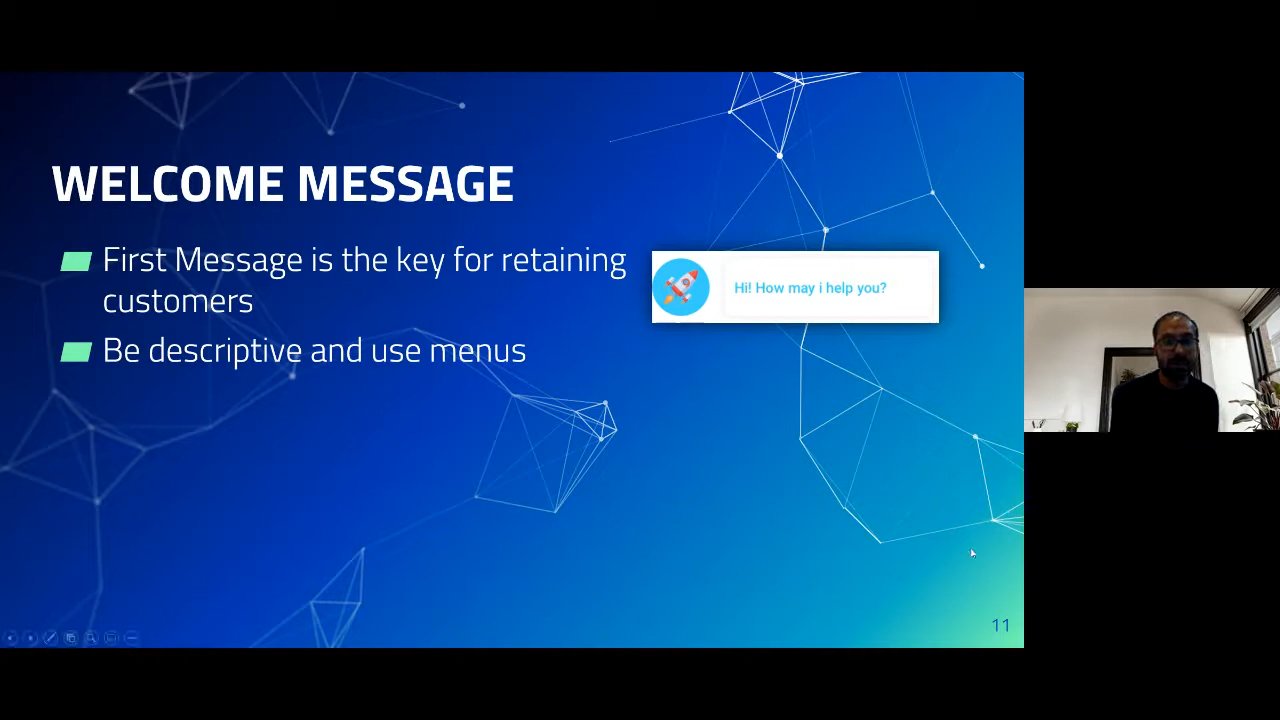 WELCOME MESSAGE
First Message is the key for retaining
customers
Be descriptive and use menus
Hi! How may i help you?
11